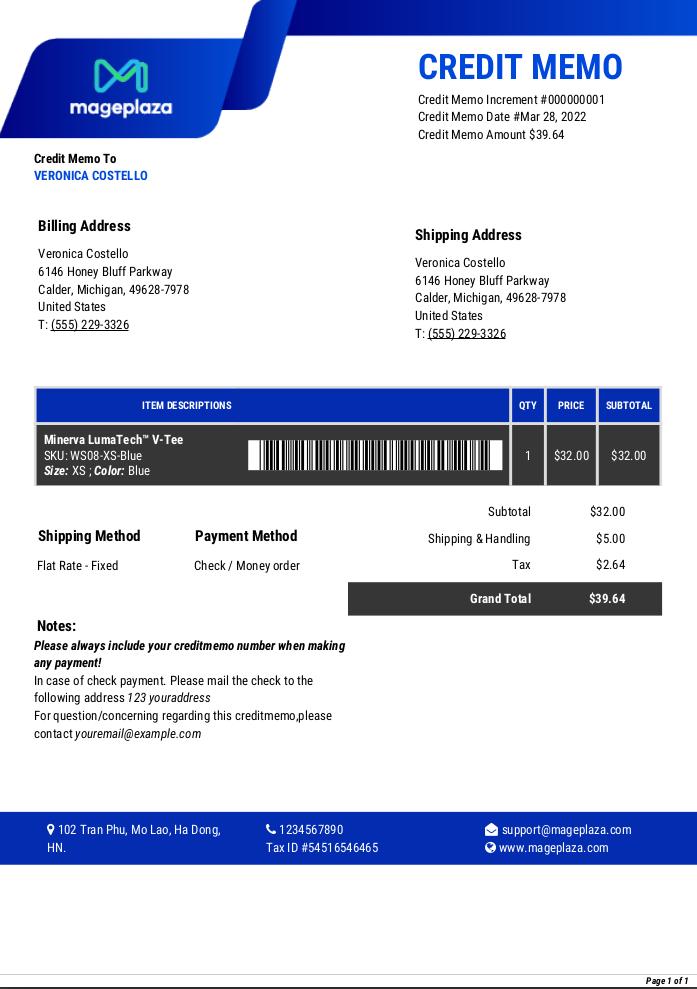 mageplaza
CREDIT MEMO
Credit Memo Increment #000000001
Credit Memo Date #Mar 28, 2022
Credit Memo Amount $39.64
Credit Memo To
VERONICA COSTELLO
Billing Address
Veronica Costello
6146 Honey Bluff Parkway
Calder, Michigan, 49628-7978
United States
T: (555) 229-3326
Shipping Address
Veronica Costello
6146 Honey Bluff Parkway
Calder, Michigan, 49628-7978
United States
T: (555) 229-3326
ITEM DESCRIPTIONS QTY PRICE SUBTOTAL
Minerva LumaTech™ V-Tee
SKU: WS08-XS-Blue
Size: XS ; Color: Blue
1 $32.00 $32.00
Subtotal $32.00
Shipping & Handling $5.00
Tax $2.64
Grand Total $39.64
Shipping Method
Flat Rate - Fixed
Payment Method
Check / Money order
Notes:
Please always include your creditmemo number when making
any payment!
In case of check payment. Please mail the check to the
following address 123 youraddress
For question/concerning regarding this creditmemo,please
contact youremail@example.com
102 Tran Phu, Mo Lao, Ha Dong,
HN.
1234567890
Tax ID #54516546465
support@mageplaza.com
www.mageplaza.com
Page 1 of 1